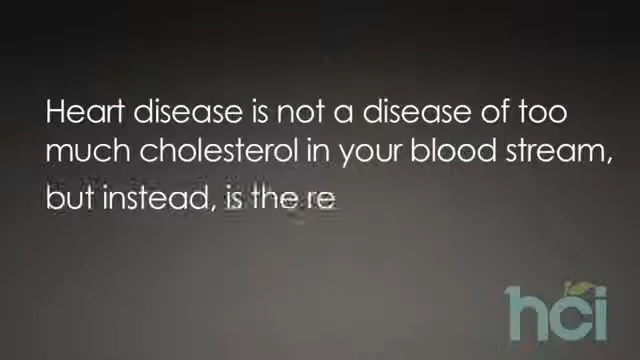 Heart disease is not a disease of too
much cholesterol in your blood stream,
but instead, is the re
hci